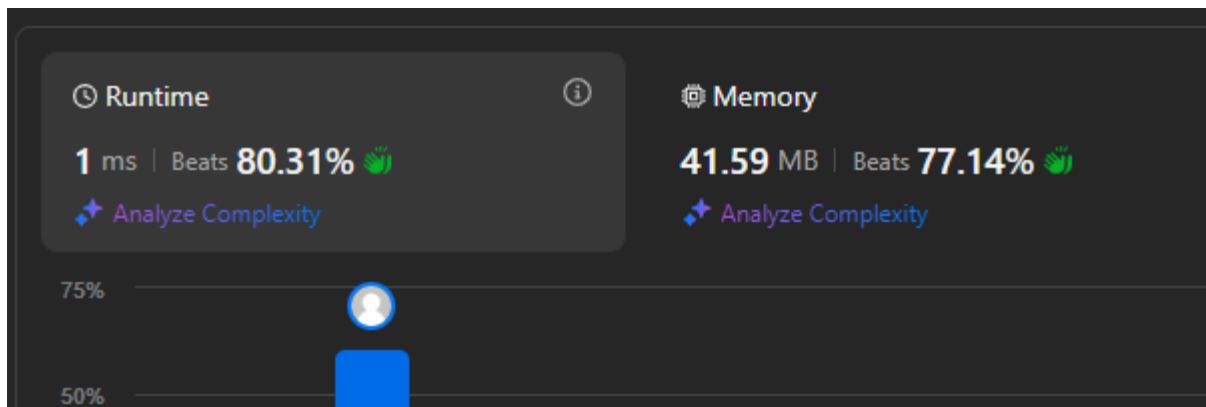 Runtime
1 ms | Beats 80.31%
Analyze Complexity
Memory
41.59 MB | Beats 77.14%
Analyze Complexity
75%
50%